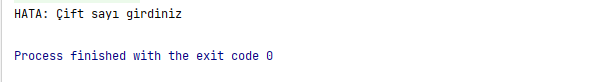 HATA: Çift sayı girdiniz
Process finished with the exit code 0